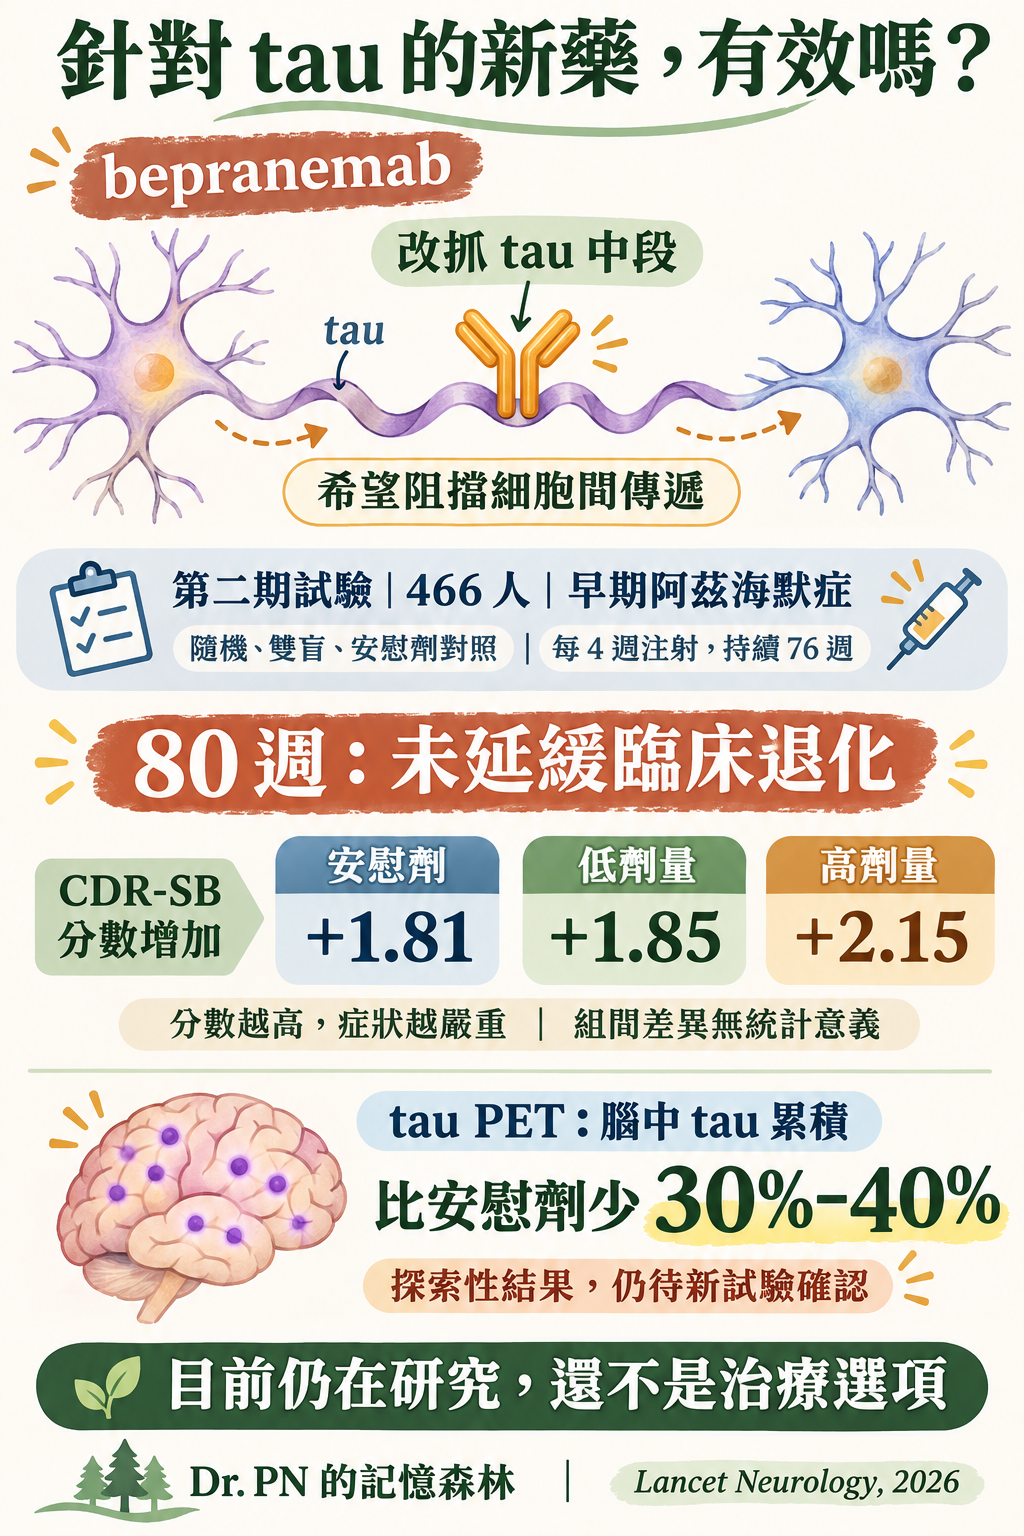 針對 tau 的新藥，有效嗎？
bepranemab
改抓 tau 中段
tau
希望阻擋細胞間傳遞
第二期試驗｜466 人｜早期阿茲海默症
隨機、雙盲、安慰劑對照｜每 4 週注射，持續 76 週
80 週：未延緩臨床退化
CDR-SB
分數增加
安慰劑
+1.81
低劑量
+1.85
高劑量
+2.15
分數越高，症狀越嚴重｜組間差異無統計意義
tau PET：腦中 tau 累積
比安慰劑少 30%–40%
探索性結果，仍待新試驗確認
目前仍在研究，還不是治療選項
Dr. PN 的記憶森林｜Lancet Neurology, 2026